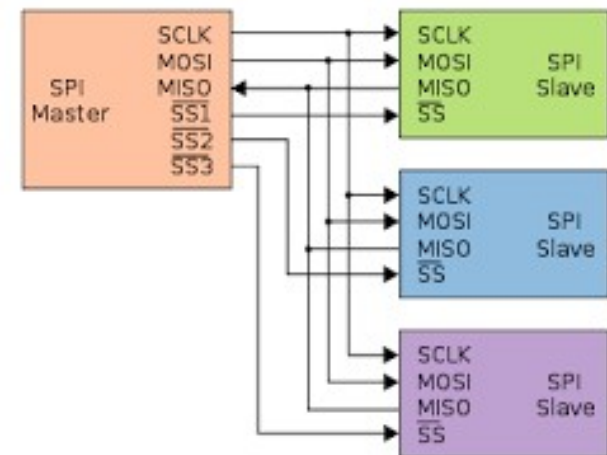 SCLK
MOSI
SPI MISO
Master SS1
SS2
SS3
SCLK
MOSI SPI
MISO Slave
SS
SCLK
MOSI SPI
MISO Slave
SS
SCLK
MOSI SPI
MISO Slave
SS